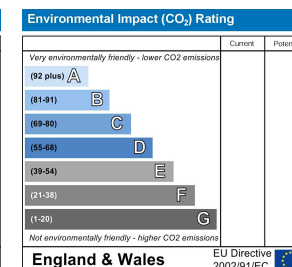 Environmental Impact (CO₂) Rating
Current Poten
Very environmentally friendly - lower CO2 emissions
(92 plus) A
(81-91) B
(69-80) C
(55-68) D
(39-54) E
(21-38) F
(1-20) G
Not environmentally friendly - higher CO2 emissions
England & Wales
EU Directive
2002/91/EC